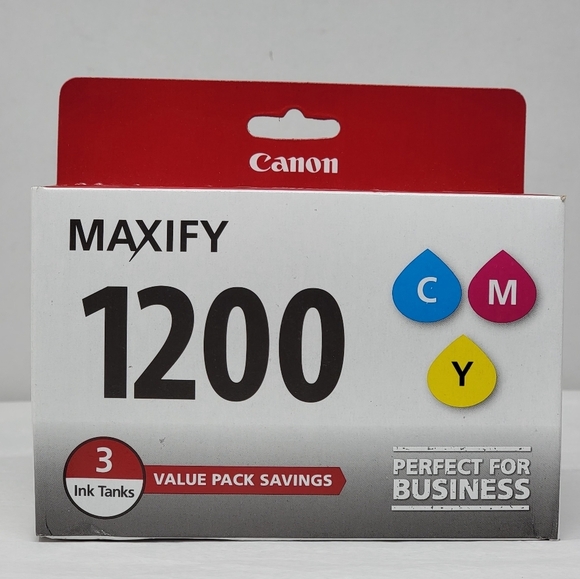 Canon
MAXIFY
1200
C M
Y
3
Ink Tanks
VALUE PACK SAVINGS
PERFECT FOR
BUSINESS